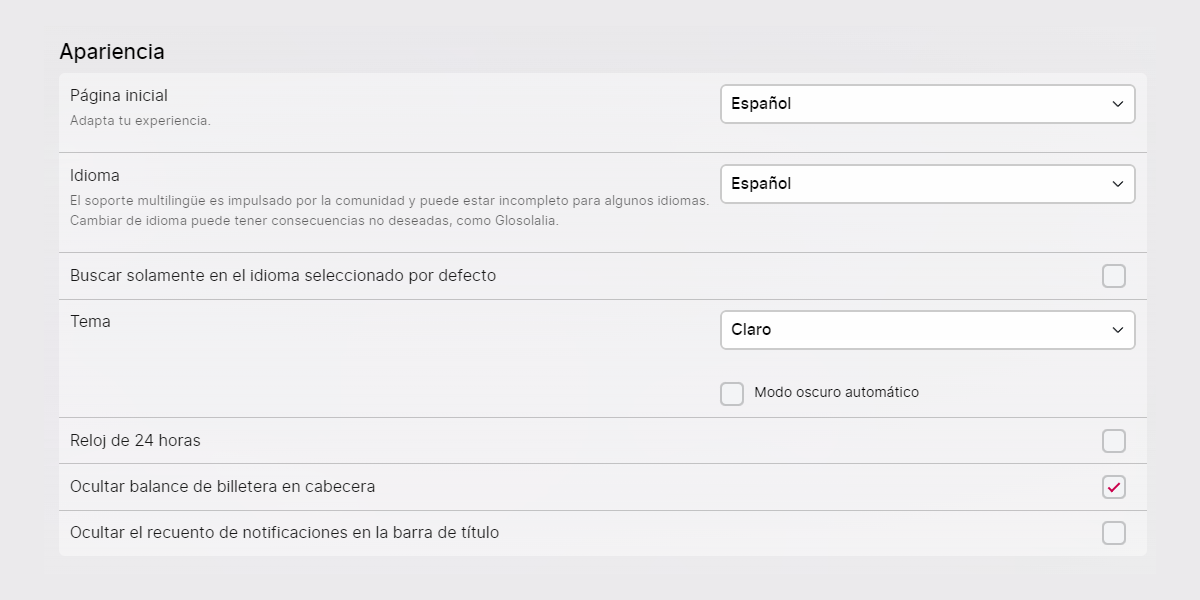 Apariencia
Página inicial
Español
Adapta tu experiencia.
Idioma
Español
El soporte multilingüe es impulsado por la comunidad y puede estar incompleto para algunos idiomas.
Cambiar de idioma puede tener consecuencias no deseadas, como Glosolalia.
Buscar solamente en el idioma seleccionado por defecto
Tema
Claro
Modo oscuro automático
Reloj de 24 horas
Ocultar balance de billetera en cabecera
Ocultar el recuento de notificaciones en la barra de título